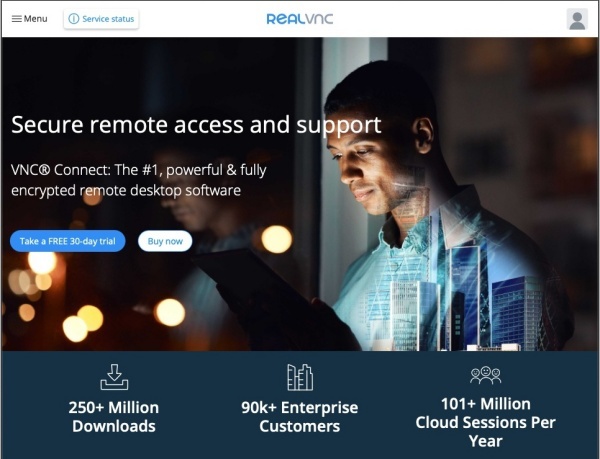 Menu
Service status
REALVNC
Secure remote access and support
VNC® Connect: The #1, powerful & fully
encrypted remote desktop software
Take a FREE 30-day trial
Buy now
250+ Million
Downloads
90k+ Enterprise
Customers
101+ Million
Cloud Sessions Per
Year